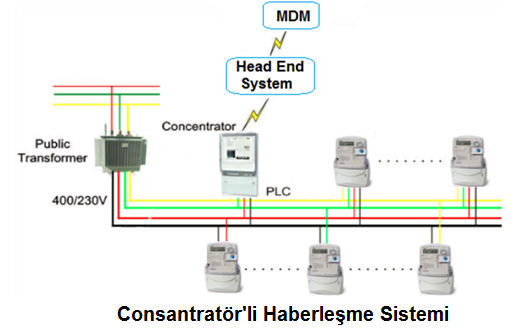 MDM
Head End
System
Concentrator
Public
Transformer
PLC
400/230V
Consantratör'li Haberleşme Sistemi